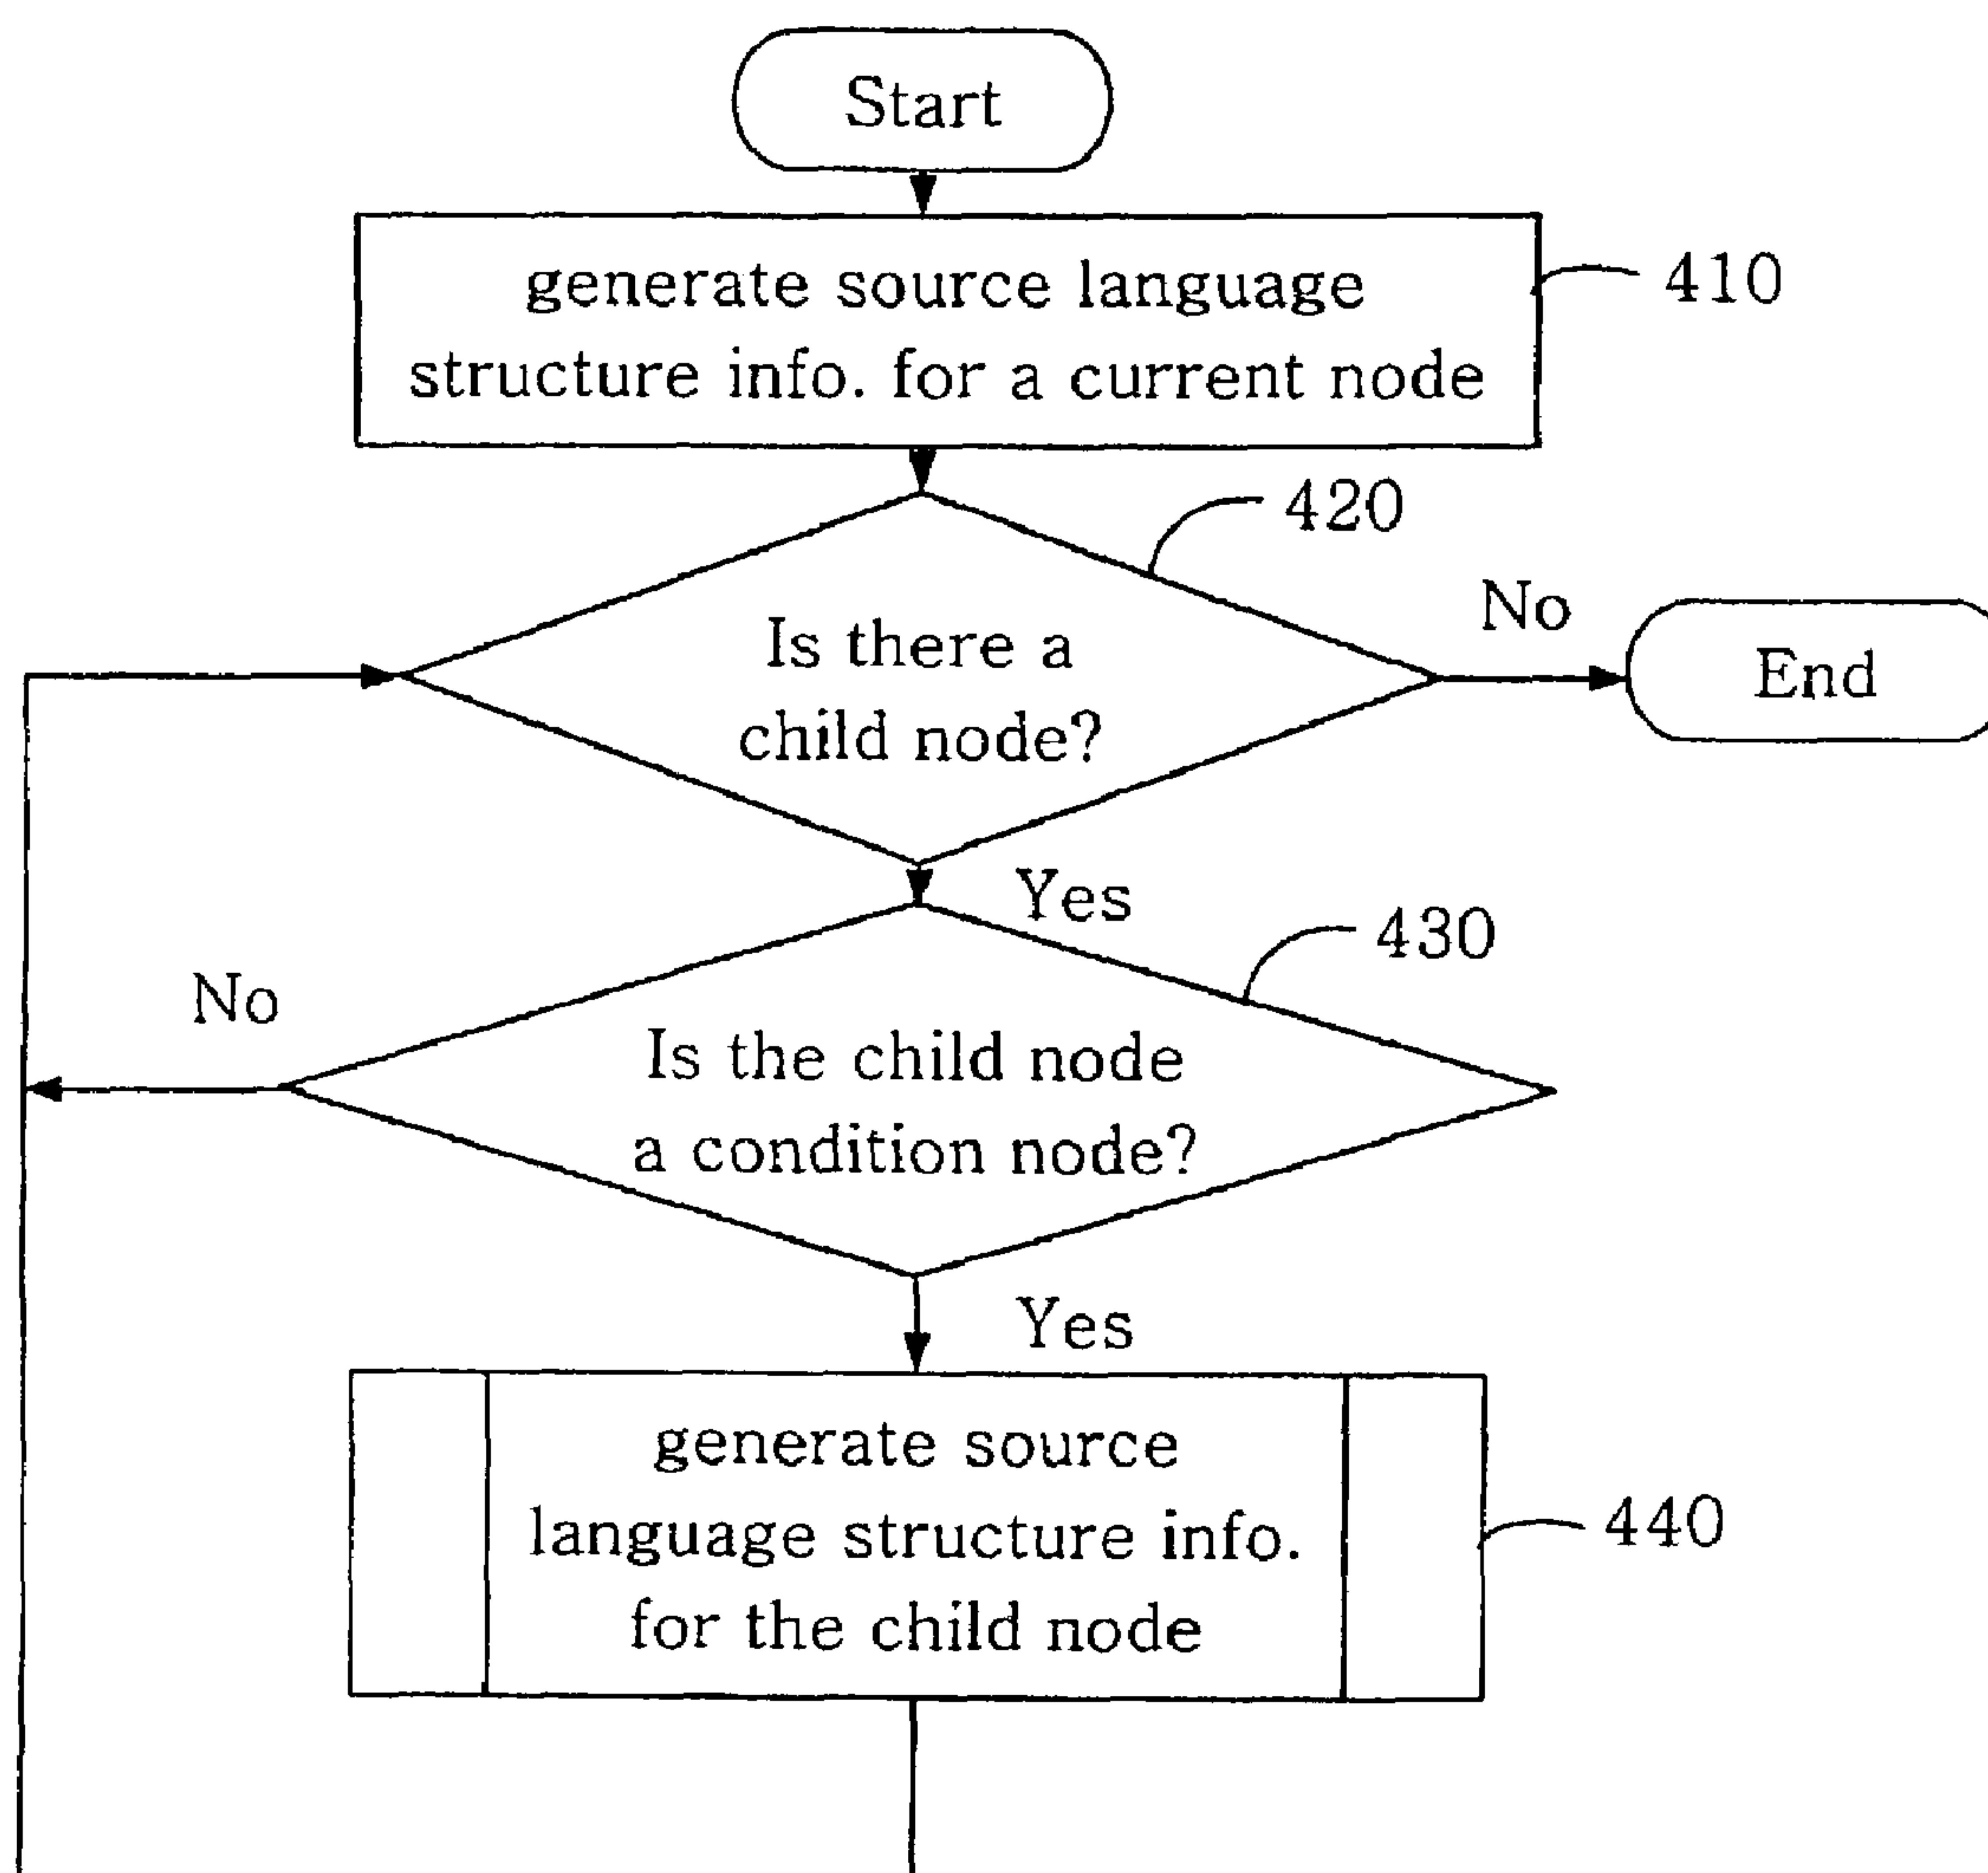 Start
generate source language
structure info. for a current node
410
420
Is there a
child node?
No
End
Yes
430
No
Is the child node
a condition node?
Yes
generate source
language structure info.
for the child node
440